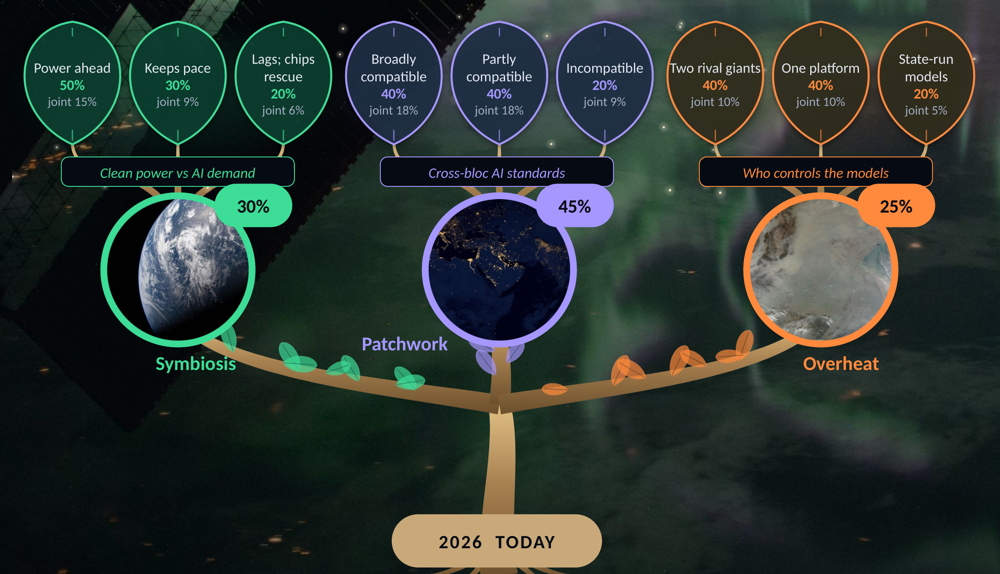 Power ahead
50%
joint 15%
Keeps pace
30%
joint 9%
Lags; chips
rescue
20%
joint 6%
Broadly
compatible
40%
joint 18%
Partly
compatible
40%
joint 18%
Incompatible
20%
joint 9%
Two rival giants
40%
joint 10%
One platform
40%
joint 10%
State-run
models
20%
joint 5%
Clean power vs AI demand
Cross-bloc AI standards
Who controls the models
30%
45%
25%
Symbiosis
Patchwork
Overheat
2026 TODAY